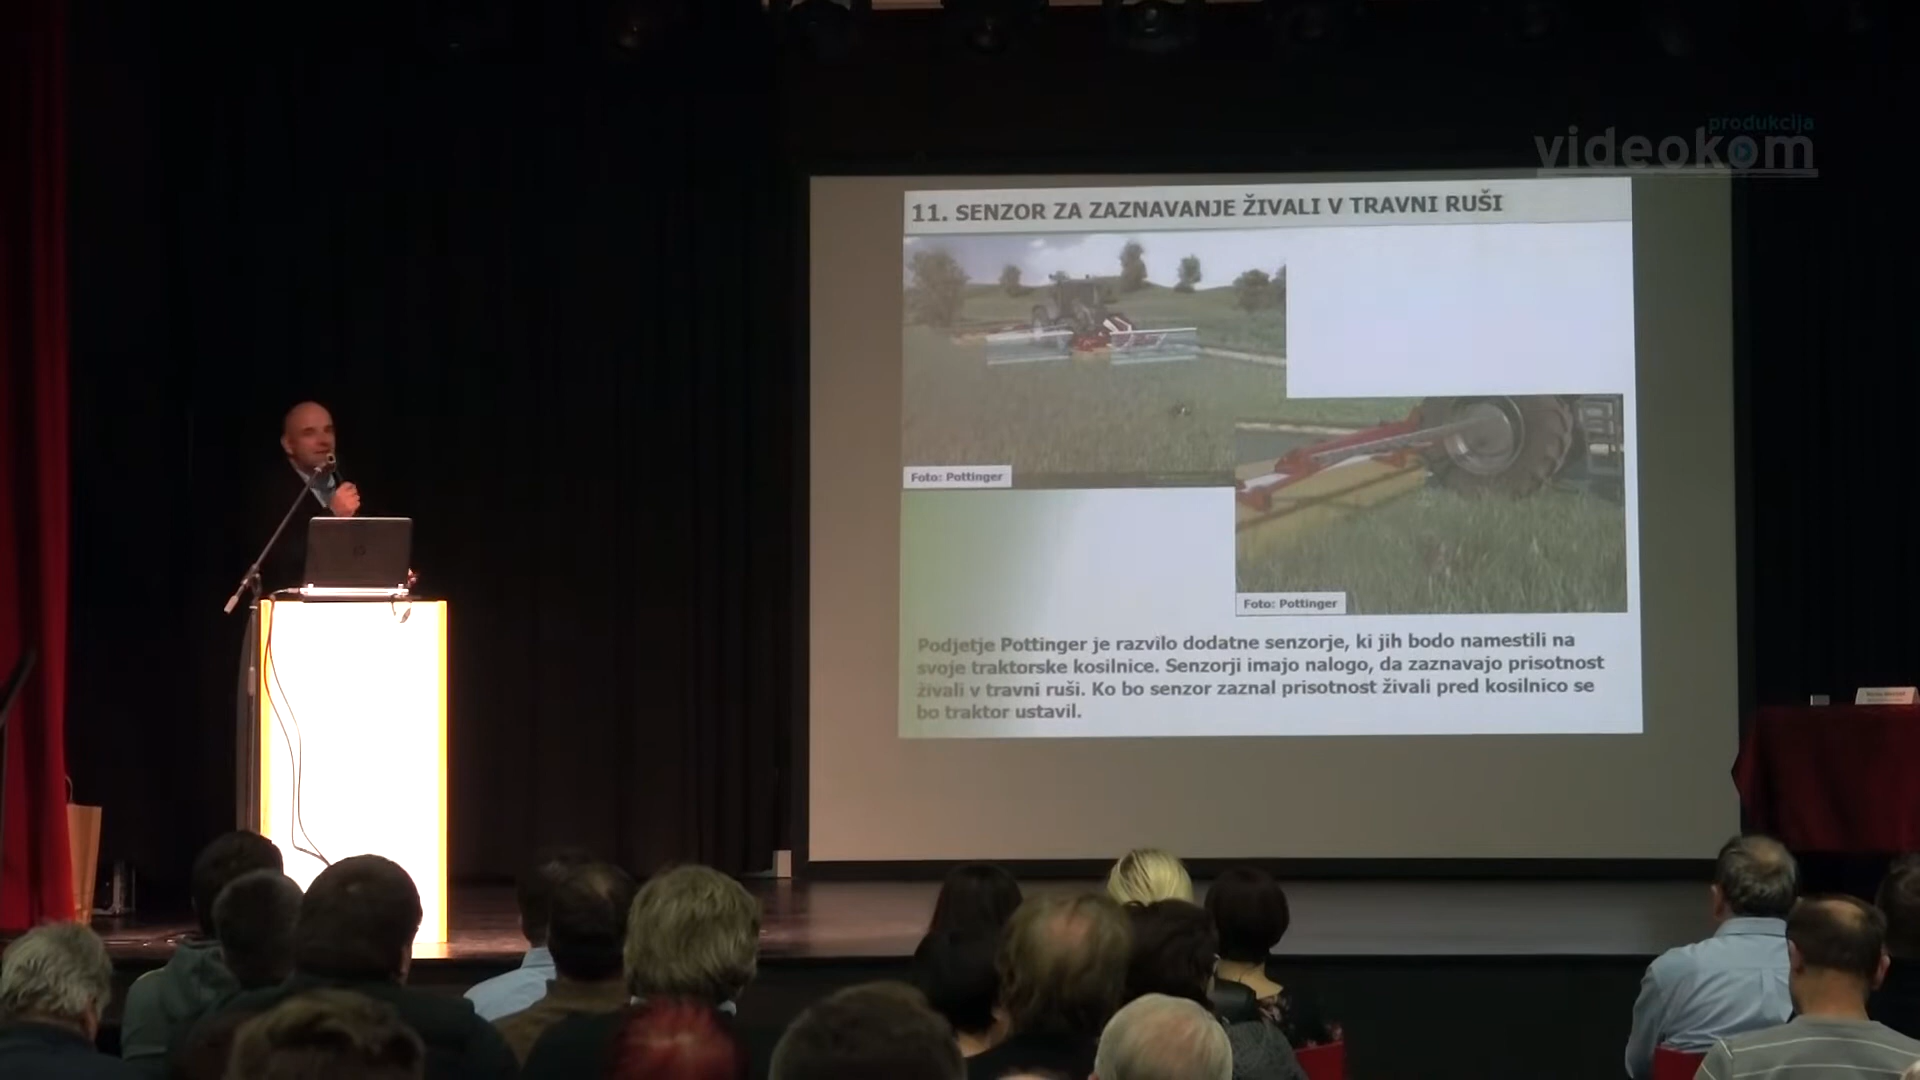 produkcija
videokom
11. SENZOR ZA ZAZNAVANJE ŽIVALI V TRAVNI RUŠI
Foto: Pottinger
Foto: Pottinger
Podjetje Pottinger je razvilo dodatne senzorje, ki jih bodo namestili na
svoje traktorske kosilnice. Senzorji imajo nalogo, da zaznavajo prisotnost
živali v travni ruši. Ko bo senzor zaznal prisotnost živali pred kosilnico se
bo traktor ustavil.